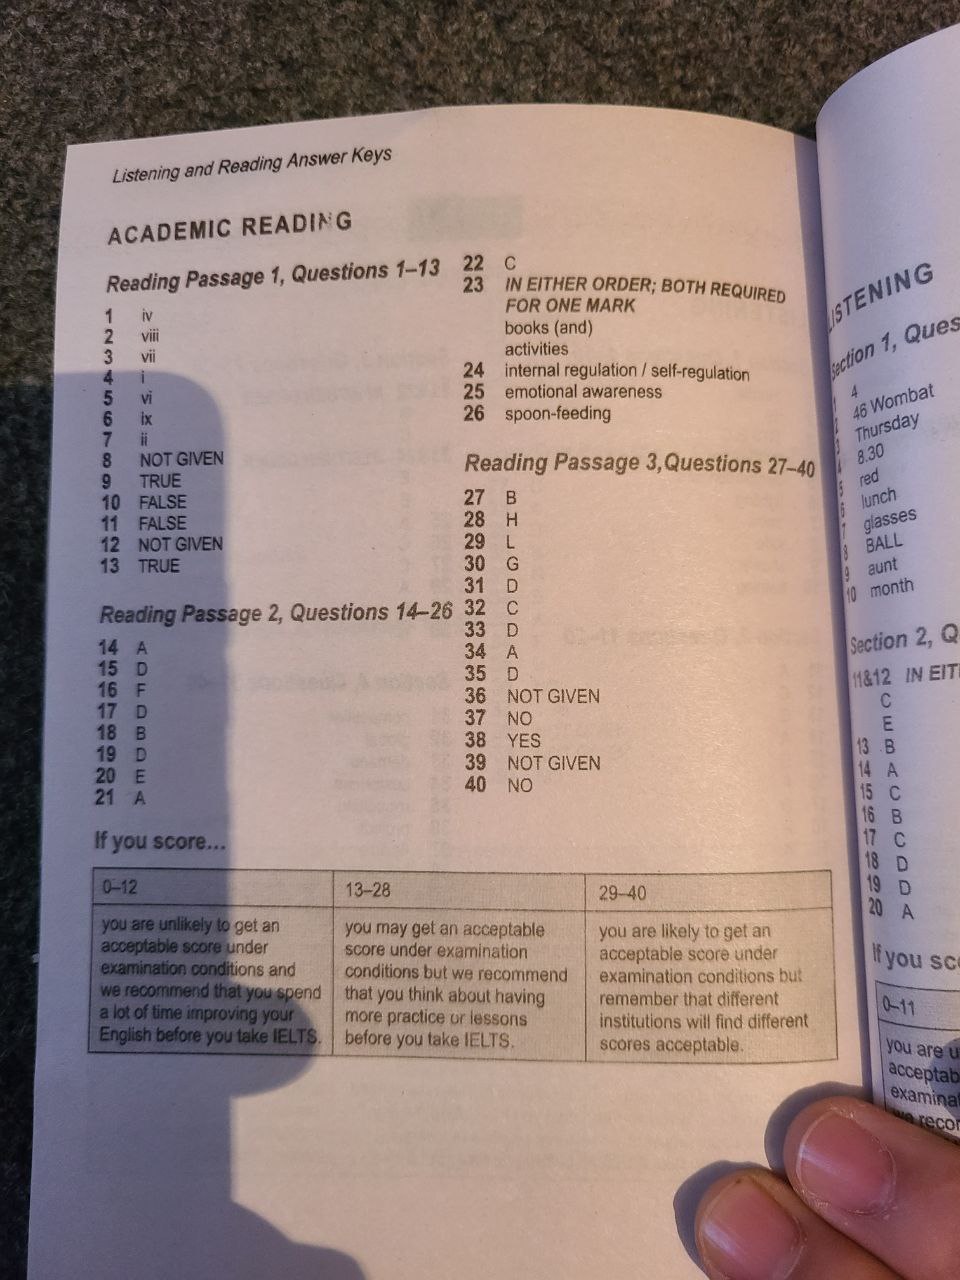 Listening and Reading Answer Keys
ACADEMIC READING
Reading Passage 1, Questions 1–13
1 iv
2 viii
3 vii
4 i
5 vi
6 ix
7 ii
8 NOT GIVEN
9 TRUE
10 FALSE
11 FALSE
12 NOT GIVEN
13 TRUE
Reading Passage 2, Questions 14–26
14 A
15 D
16 F
17 D
18 B
19 D
20 E
21 A
22 C
23 IN EITHER ORDER; BOTH REQUIRED
FOR ONE MARK
books (and)
activities
24 internal regulation / self-regulation
25 emotional awareness
26 spoon-feeding
Reading Passage 3, Questions 27–40
27 B
28 H
29 L
30 G
31 D
32 C
33 D
34 A
35 D
36 NOT GIVEN
37 NO
38 YES
39 NOT GIVEN
40 NO
If you score...
0–12
you are unlikely to get an
acceptable score under
examination conditions and
we recommend that you spend
a lot of time improving your
English before you take IELTS.
13–28
you may get an acceptable
score under examination
conditions but we recommend
that you think about having
more practice or lessons
before you take IELTS.
29–40
you are likely to get an
acceptable score under
examination conditions but
remember that different
institutions will find different
scores acceptable.
LISTENING
Section 1, Ques
1 4
2 46 Wombat
3 Thursday
4 8.30
5 red
6 lunch
7 glasses
8 BALL
9 aunt
10 month
Section 2, Q
11&12 IN EIT
C
E
13 B
14 A
15 C
16 B
17 C
18 D
19 D
20 A
If you sc
0–11
you are u
acceptab
examina
we recor